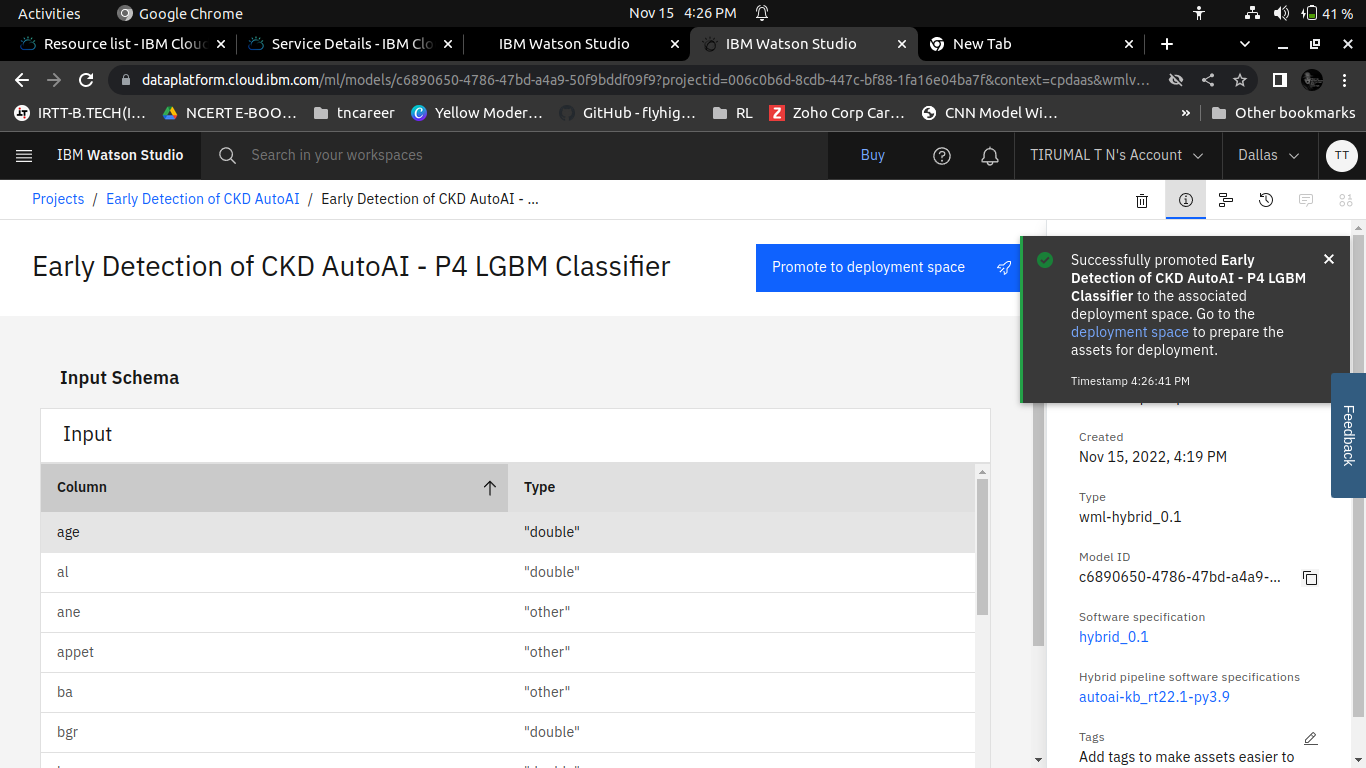 Activities Google Chrome Nov 15 4:26 PM 41 %
Resource list - IBM Clou Service Details - IBM Clo IBM Watson Studio IBM Watson Studio New Tab
dataplatform.cloud.ibm.com/ml/models/c6890650-4786-47bd-a4a9-50f9bddf09f9?projectid=006c0b6d-8cdb-447c-bf88-1fa16e04ba7f&context=cpdaas&wmlv...
IRTT-B.TECH(I... NCERT E-BOO... tncareer Yellow Moder... GitHub - flyhig... RL Zoho Corp Car... CNN Model Wi... » Other bookmarks
IBM Watson Studio Search in your workspaces Buy TIRUMAL T N's Account Dallas TT
Projects / Early Detection of CKD AutoAI / Early Detection of CKD AutoAI - ...
Early Detection of CKD AutoAI - P4 LGBM Classifier
Promote to deployment space
Successfully promoted Early
Detection of CKD AutoAI - P4 LGBM
Classifier to the associated
deployment space. Go to the
deployment space to prepare the
assets for deployment.
Timestamp 4:26:41 PM
Feedback
Input Schema
Input
Column Type
age "double"
al "double"
ane "other"
appet "other"
ba "other"
bgr "double"
Created
Nov 15, 2022, 4:19 PM
Type
wml-hybrid_0.1
Model ID
c6890650-4786-47bd-a4a9-...
Software specification
hybrid_0.1
Hybrid pipeline software specifications
autoai-kb_rt22.1-py3.9
Tags
Add tags to make assets easier to